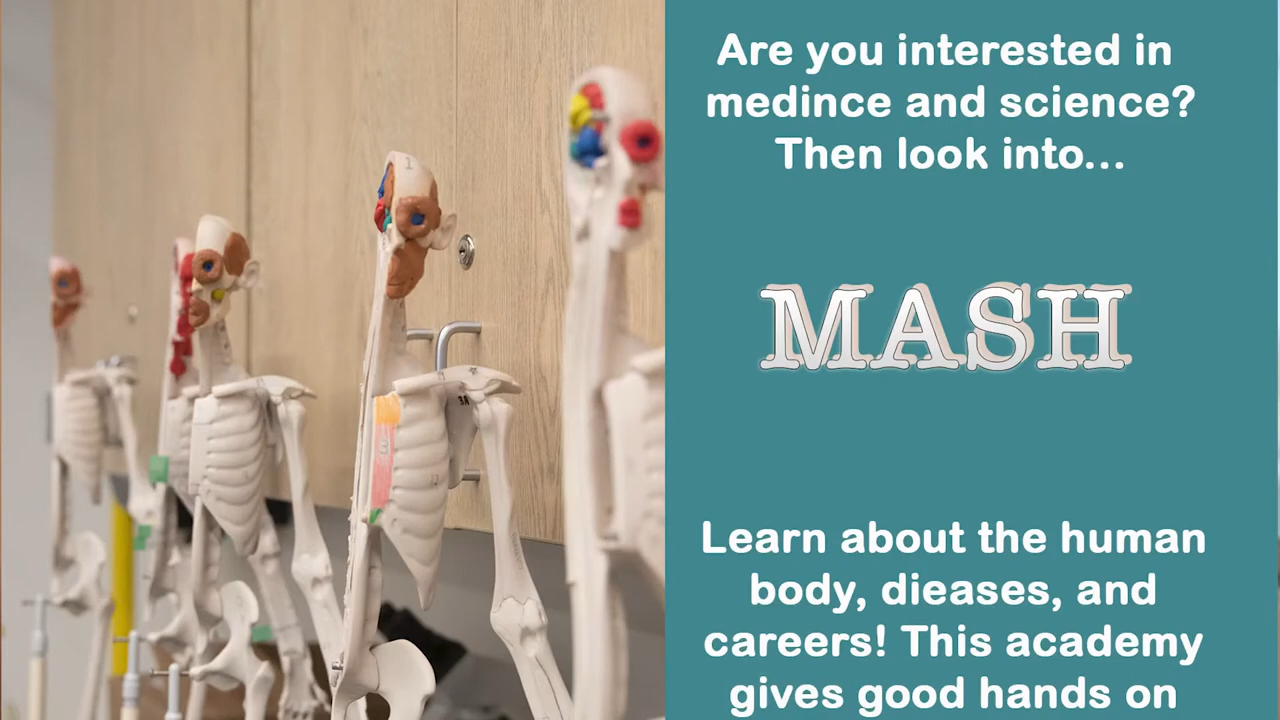 Are you interested in
medince and science?
Then look into...
MASH
Learn about the human
body, dieases, and
careers! This academy
gives good hands on
1